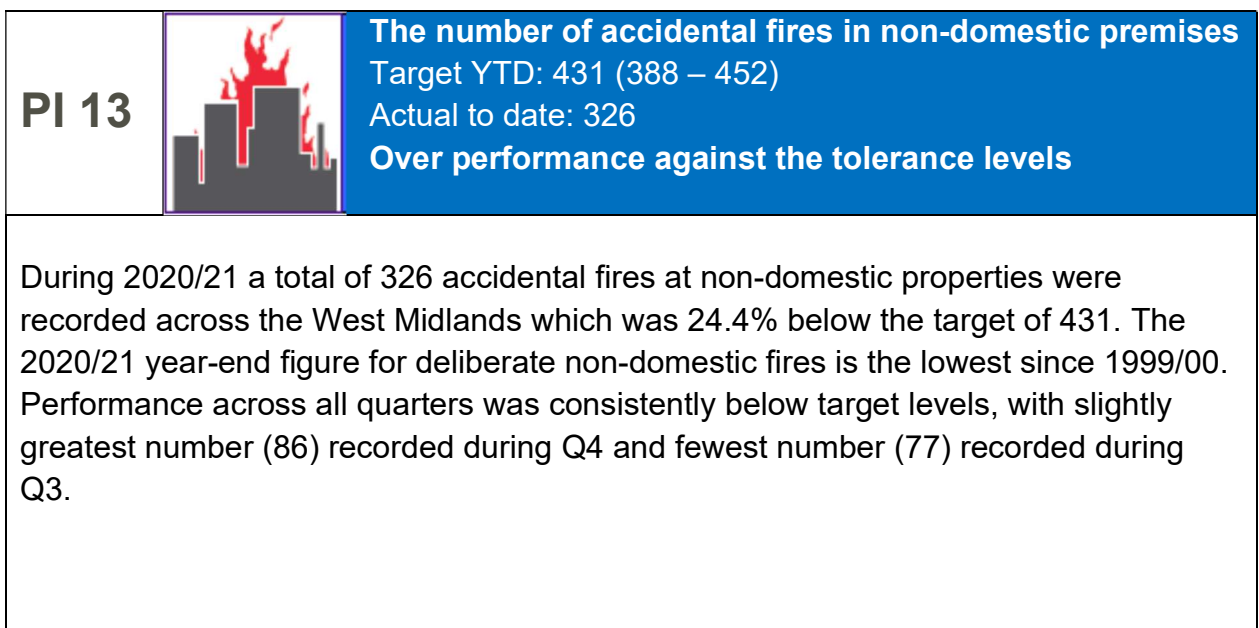 PI 13
The number of accidental fires in non-domestic premises
Target YTD: 431 (388 – 452)
Actual to date: 326
Over performance against the tolerance levels
During 2020/21 a total of 326 accidental fires at non-domestic properties were
recorded across the West Midlands which was 24.4% below the target of 431. The
2020/21 year-end figure for deliberate non-domestic fires is the lowest since 1999/00.
Performance across all quarters was consistently below target levels, with slightly
greatest number (86) recorded during Q4 and fewest number (77) recorded during
Q3.